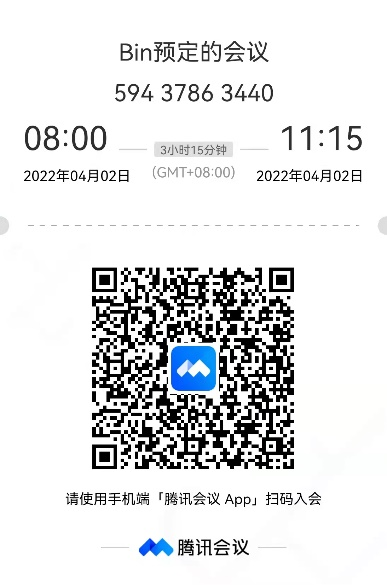 Bin预定的会议
594 3786 3440
08:00
3小时15分钟
11:15
2022年04月02日
(GMT+08:00)
2022年04月02日
请使用手机端「腾讯会议 App」扫码入会
腾讯会议